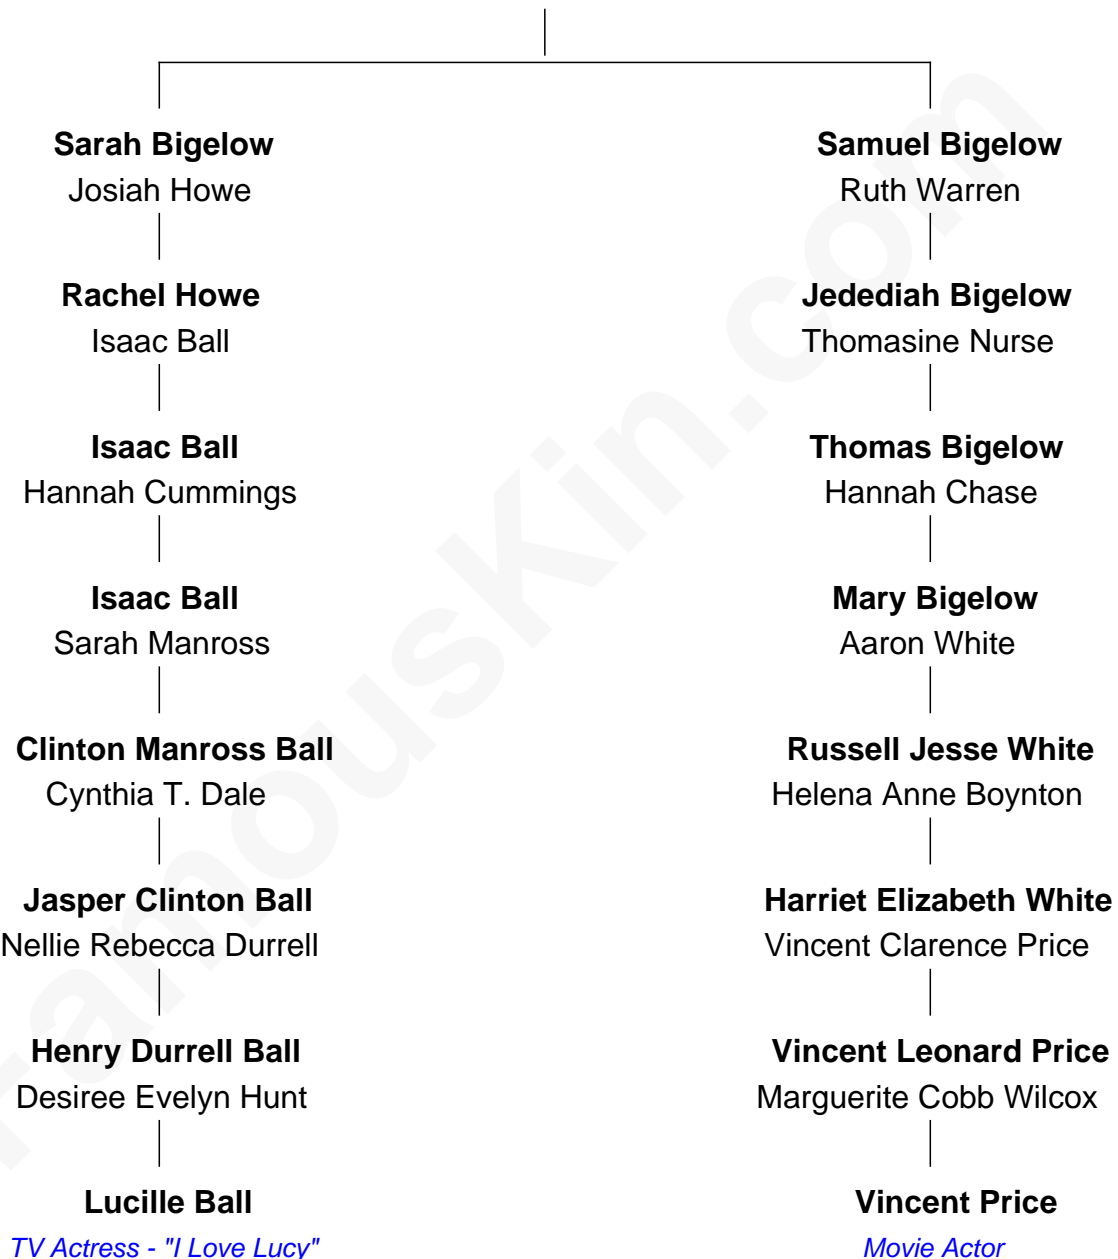 Sarah Bigelow
Josiah Howe
Samuel Bigelow
Ruth Warren
Rachel Howe
Isaac Ball
Jedediah Bigelow
Thomasine Nurse
Isaac Ball
Hannah Cummings
Thomas Bigelow
Hannah Chase
Isaac Ball
Sarah Manross
Mary Bigelow
Aaron White
Clinton Manross Ball
Cynthia T. Dale
Russell Jesse White
Helena Anne Boynton
Jasper Clinton Ball
Nellie Rebecca Durrell
Harriet Elizabeth White
Vincent Clarence Price
Henry Durrell Ball
Desiree Evelyn Hunt
Vincent Leonard Price
Marguerite Cobb Wilcox
Lucille Ball
TV Actress - "I Love Lucy"
Vincent Price
Movie Actor
FamousKin.com